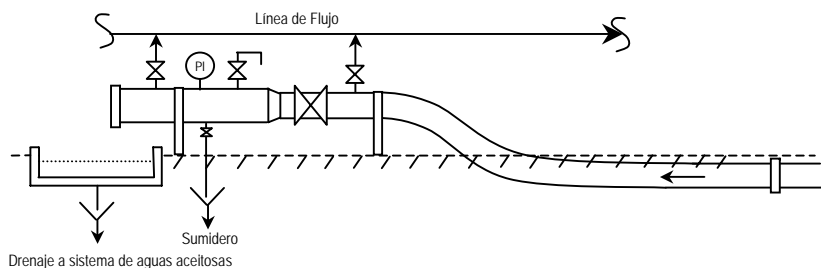 Línea de Flujo
PI
Sumidero
Drenaje a sistema de aguas aceitosas